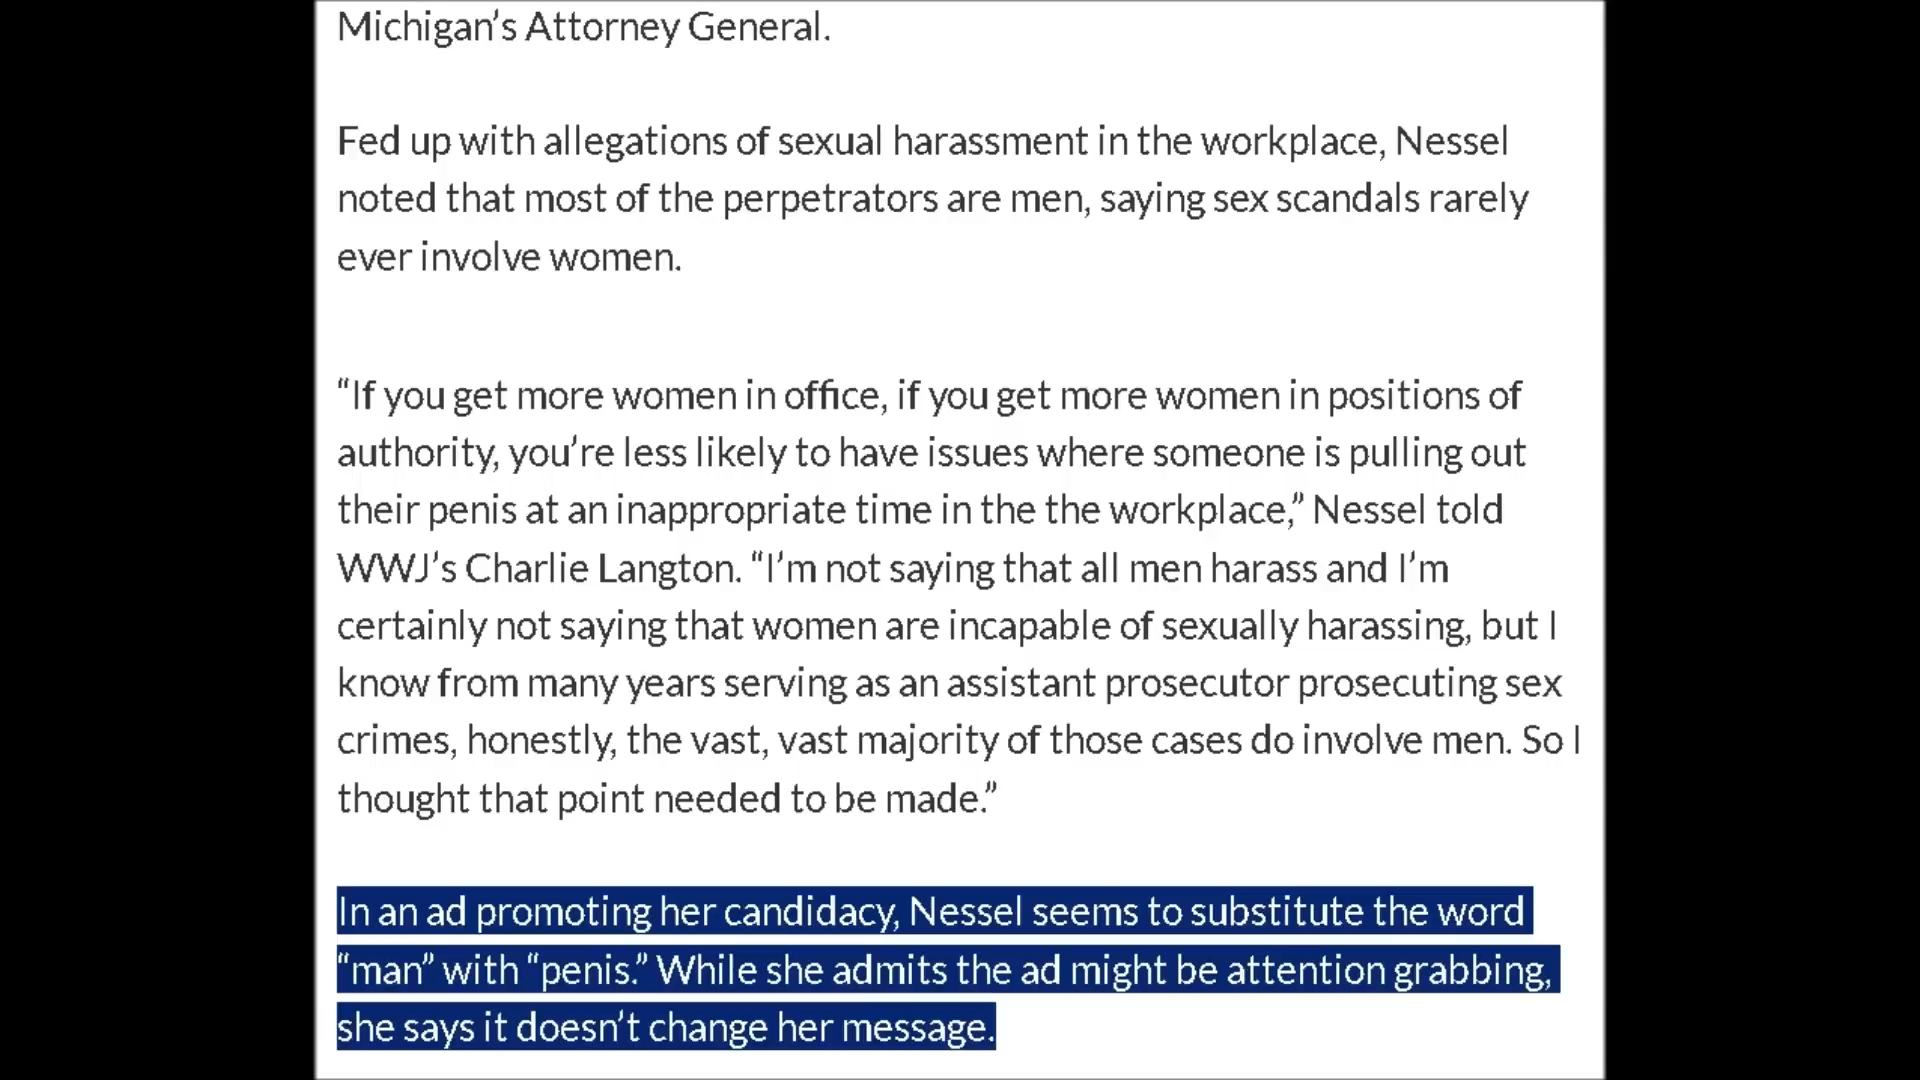 Michigan’s Attorney General.
Fed up with allegations of sexual harassment in the workplace, Nessel
noted that most of the perpetrators are men, saying sex scandals rarely
ever involve women.
“If you get more women in office, if you get more women in positions of
authority, you’re less likely to have issues where someone is pulling out
their penis at an inappropriate time in the the workplace,” Nessel told
WWJ’s Charlie Langton. “I’m not saying that all men harass and I’m
certainly not saying that women are incapable of sexually harassing, but I
know from many years serving as an assistant prosecutor prosecuting sex
crimes, honestly, the vast, vast majority of those cases do involve men. So I
thought that point needed to be made.”
In an ad promoting her candidacy, Nessel seems to substitute the word
“man” with “penis.” While she admits the ad might be attention grabbing,
she says it doesn’t change her message.